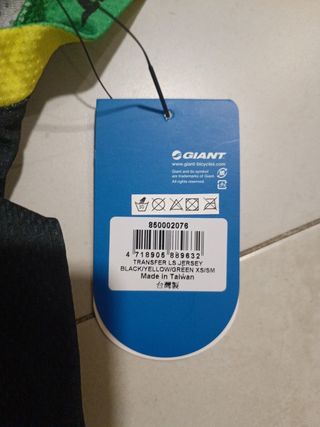 GIANT
www.giant-bicycles.com
Giant and its symbol
are trademarks of Giant.
All rights reserved.
850002076
4 718905 889632
TRANSFER LS JERSEY
BLACK/YELLOW/GREEN XS/SM
Made in Taiwan
台灣製